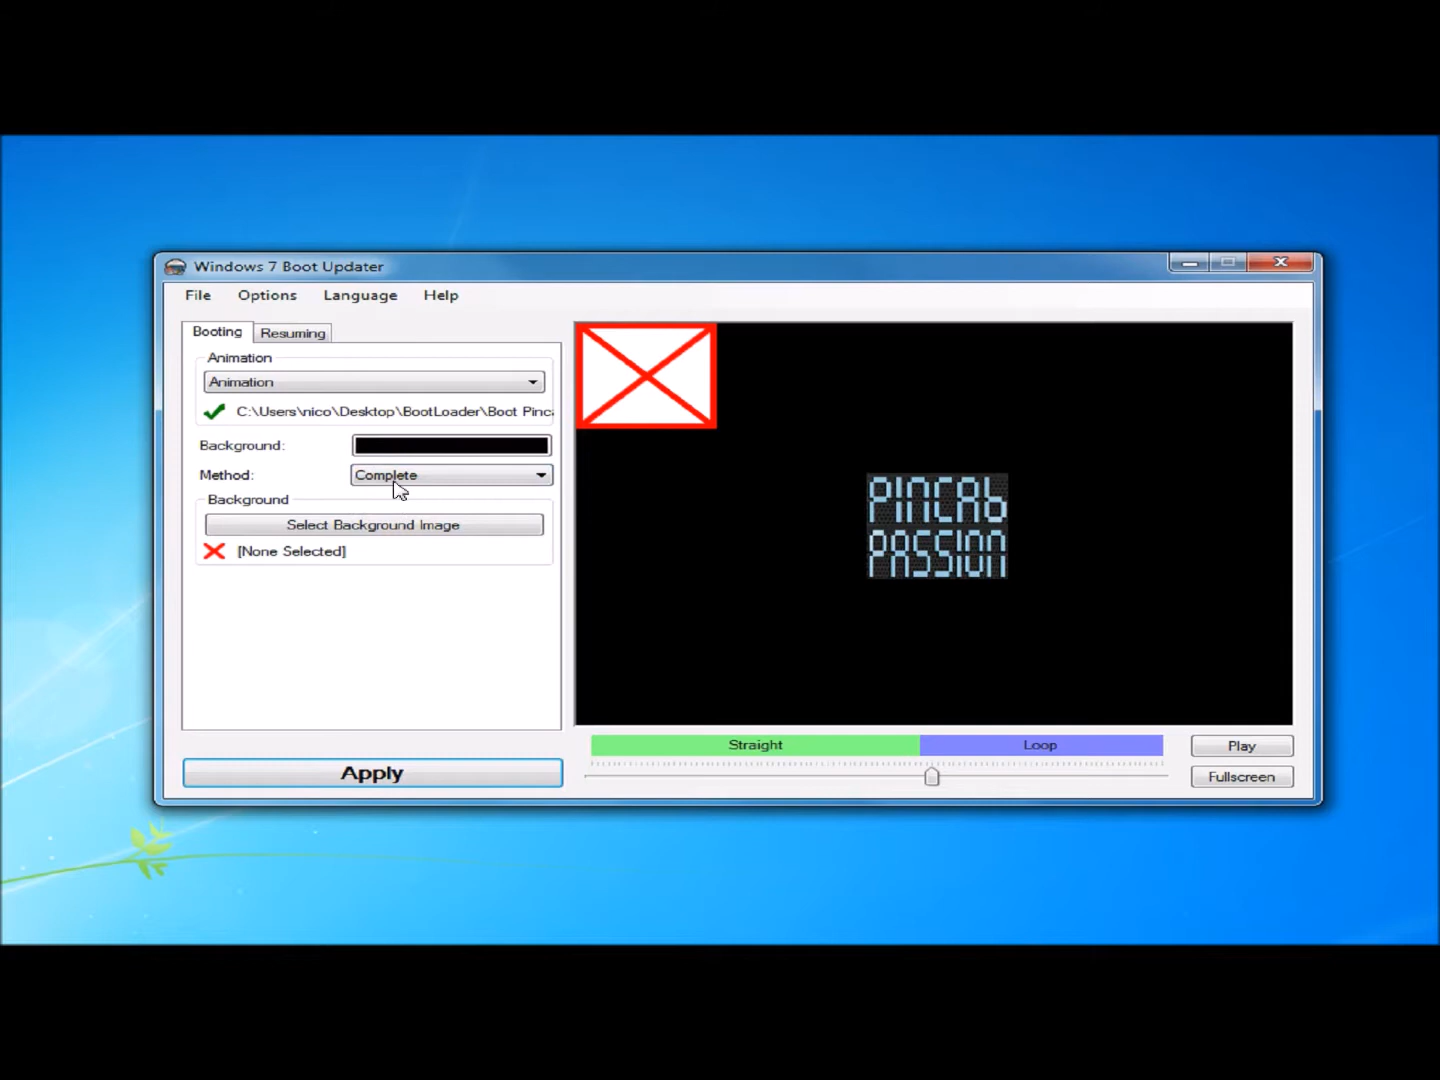 Windows 7 Boot Updater
File Options Language Help
Booting Resuming
Animation
Animation
C:\Users\nico\Desktop\BootLoader\Boot Pinc
Background:
Method: Complete
Background
Select Background Image
[None Selected]
Apply
PINCAb
PASSION
Straight Loop Play
Fullscreen